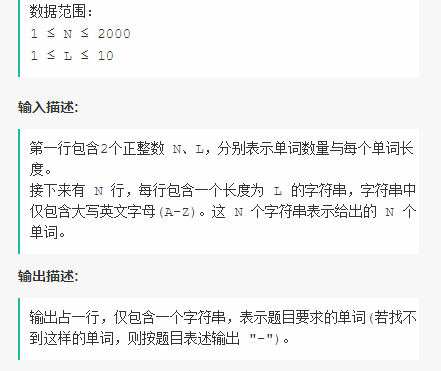 数据范围：
1 ≤ N ≤ 2000
1 ≤ L ≤ 10
输入描述:
第一行包含2个正整数 N、L，分别表示单词数量与每个单词长
度。
接下来有 N 行，每行包含一个长度为 L 的字符串，字符串中
仅包含大写英文字母(A-Z)。这 N 个字符串表示给出的 N 个
单词。
输出描述:
输出占一行，仅包含一个字符串，表示题目要求的单词(若找不
到这样的单词，则按题目表述输出 "-")。